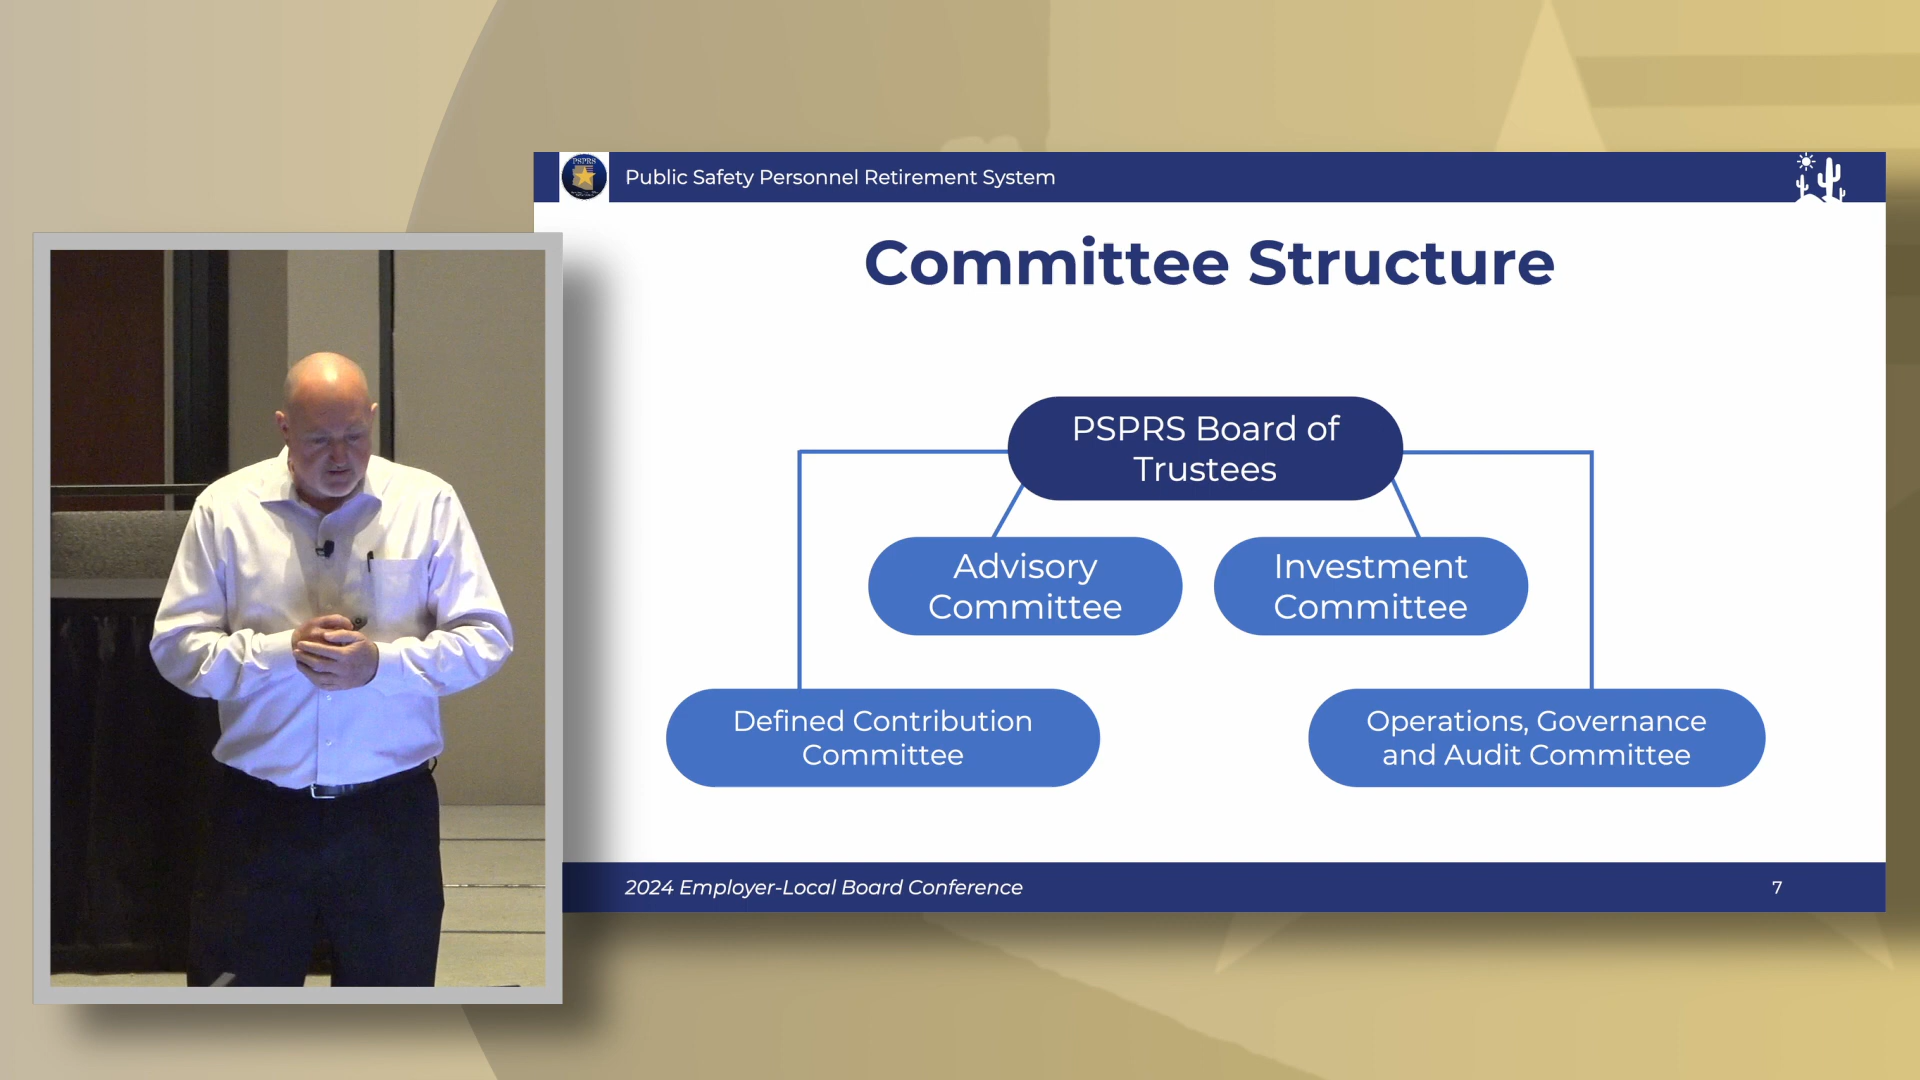 PSPRS
Public Safety Personnel Retirement System
Committee Structure
PSPRS Board of
Trustees
Advisory
Committee
Investment
Committee
Defined Contribution
Committee
Operations, Governance
and Audit Committee
2024 Employer-Local Board Conference
7